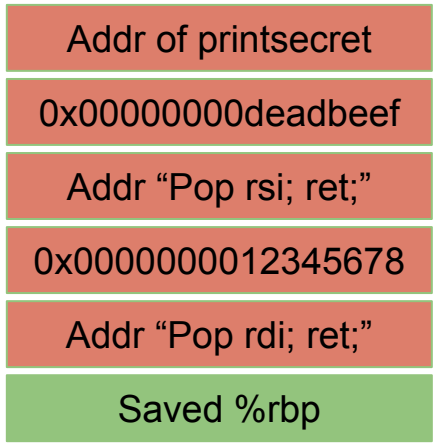 Addr of printsecret
0x00000000deadbeef
Addr “Pop rsi; ret;”
0x0000000012345678
Addr “Pop rdi; ret;”
Saved %rbp